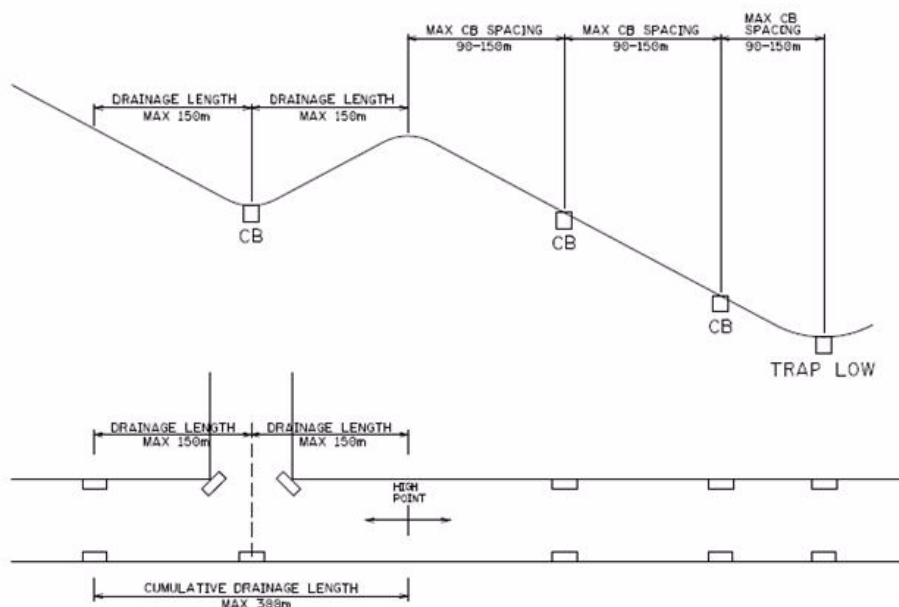 MAX CB SPACING
90-150m
MAX CB SPACING
90-150m
MAX CB
SPACING
90-150m
DRAINAGE LENGTH
MAX 150m
DRAINAGE LENGTH
MAX 150m
CB
CB
CB
TRAP LOW
DRAINAGE LENGTH
MAX 150m
DRAINAGE LENGTH
MAX 150m
HIGH
POINT
CUMULATIVE DRAINAGE LENGTH
MAX 300m